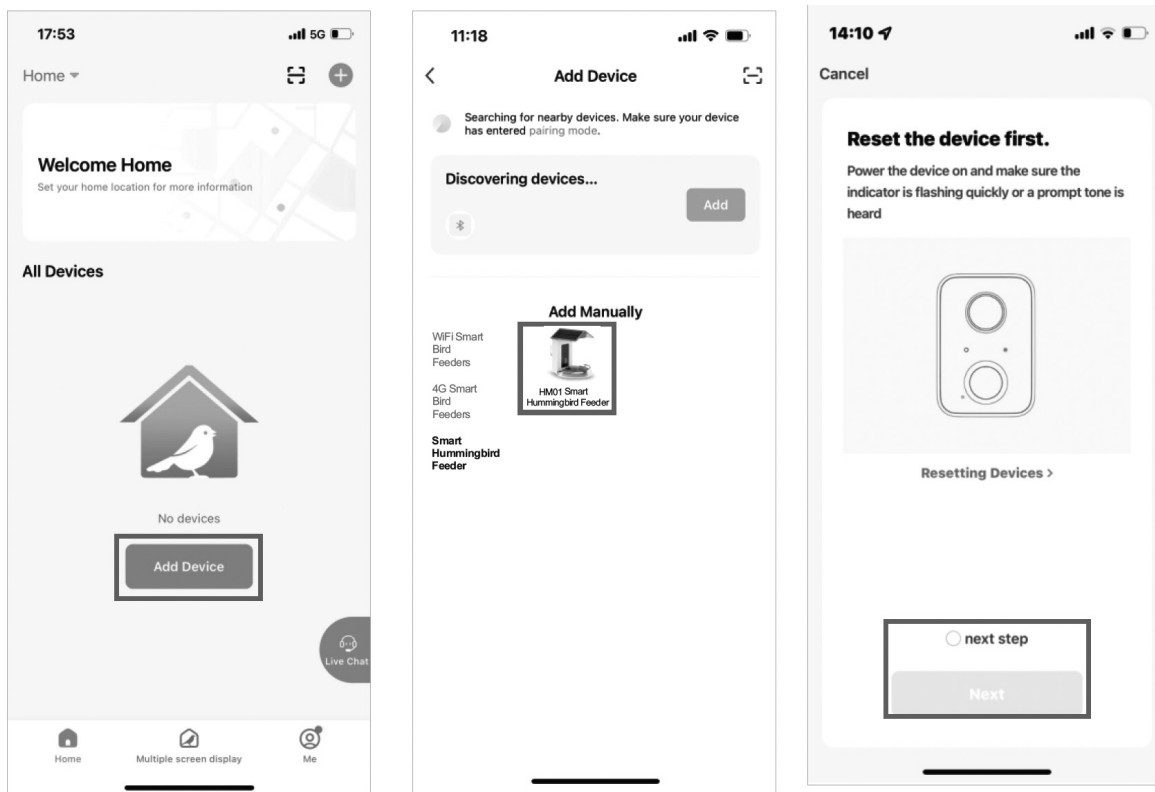 17:53
5G
Home
Welcome Home
Set your home location for more information
All Devices
No devices
Add Device
Live Chat
Home
Multiple screen display
Me
11:18
Add Device
Searching for nearby devices. Make sure your device
has entered pairing mode.
Discovering devices...
Add
Add Manually
WiFi Smart
Bird
Feeders
4G Smart
Bird
Feeders
Smart
Hummingbird
Feeder
HM01 Smart
Hummingbird Feeder
14:10
Cancel
Reset the device first.
Power the device on and make sure the
indicator is flashing quickly or a prompt tone is
heard
Resetting Devices >
next step
Next